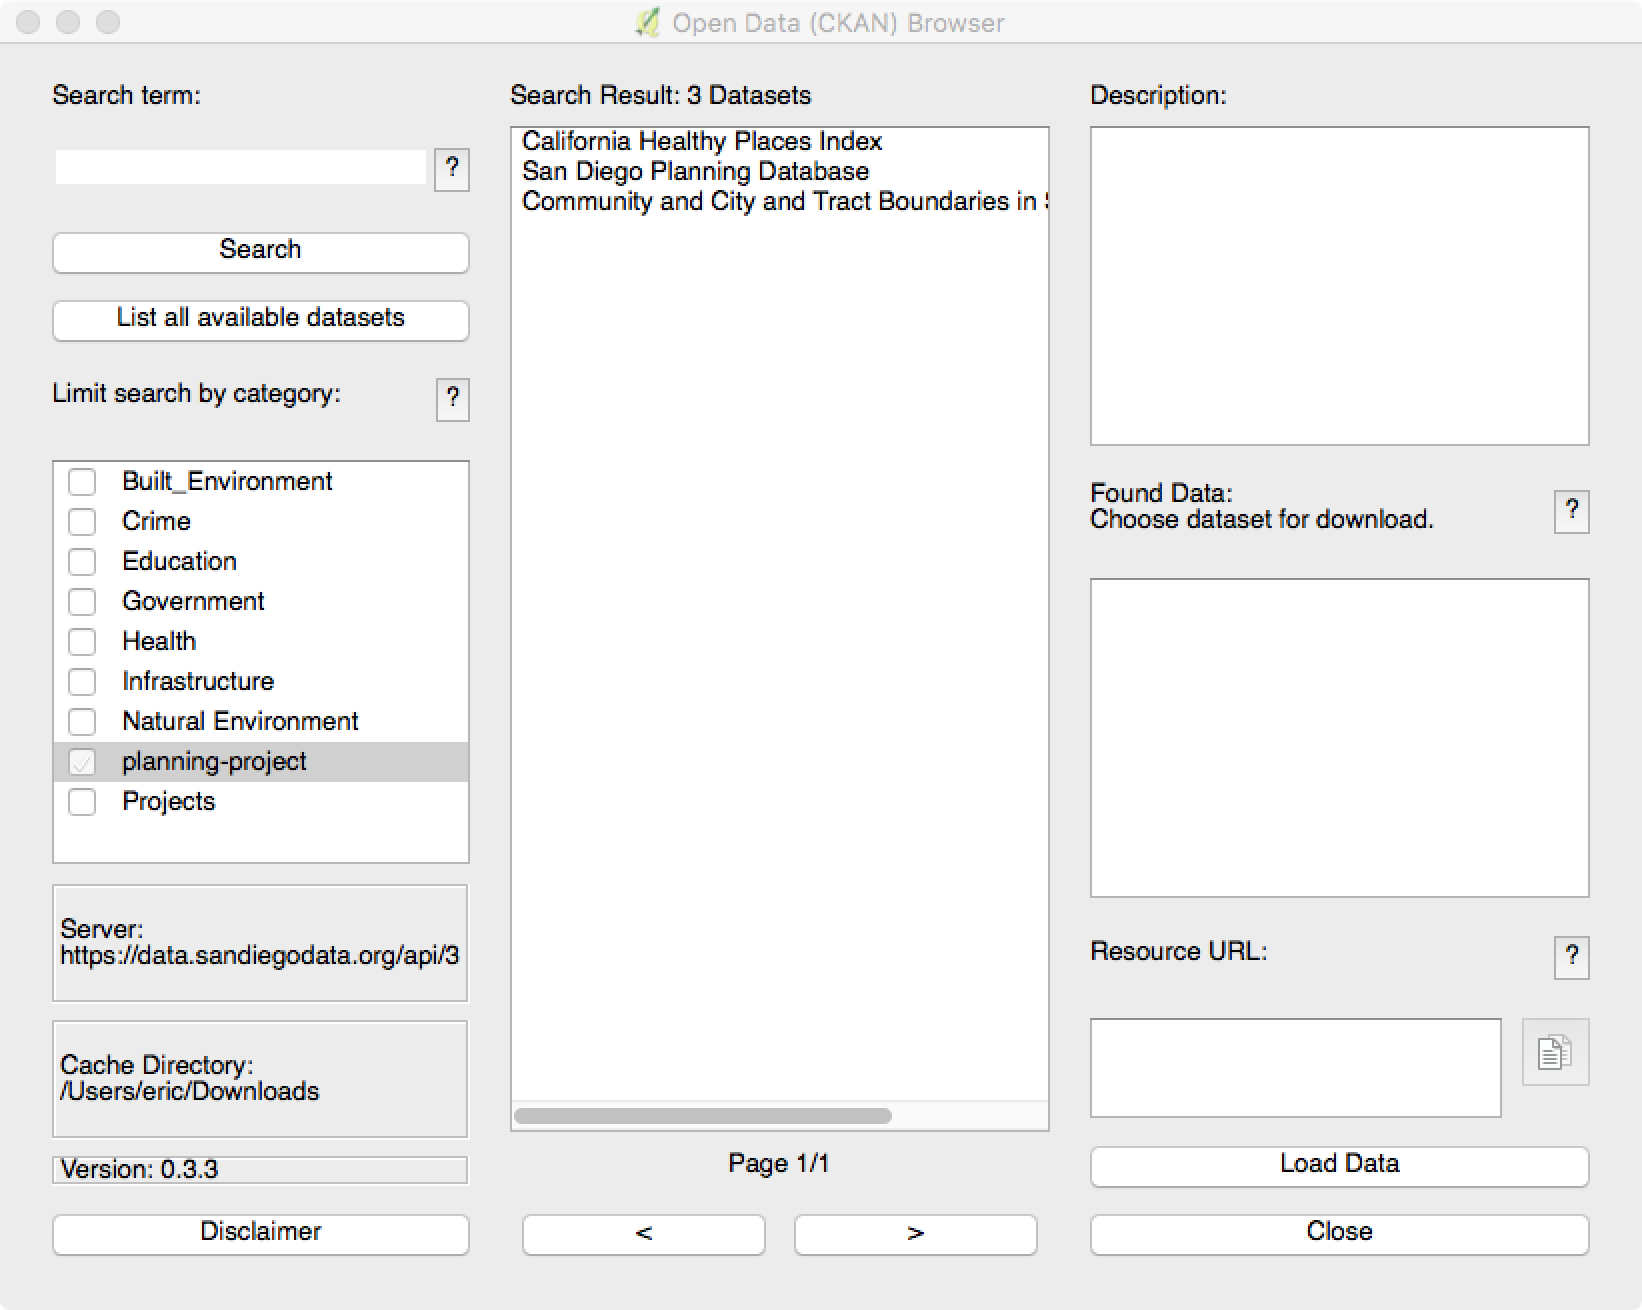 Open Data (CKAN) Browser
Search term:
?
Search
List all available datasets
Limit search by category:
?
Built_Environment
Crime
Education
Government
Health
Infrastructure
Natural Environment
planning-project
Projects
Server:
https://data.sandiegodata.org/api/3
Cache Directory:
/Users/eric/Downloads
Version: 0.3.3
Disclaimer
Search Result: 3 Datasets
California Healthy Places Index
San Diego Planning Database
Community and City and Tract Boundaries in
Page 1/1
<
>
Description:
Found Data:
Choose dataset for download.
?
Resource URL:
?
Load Data
Close